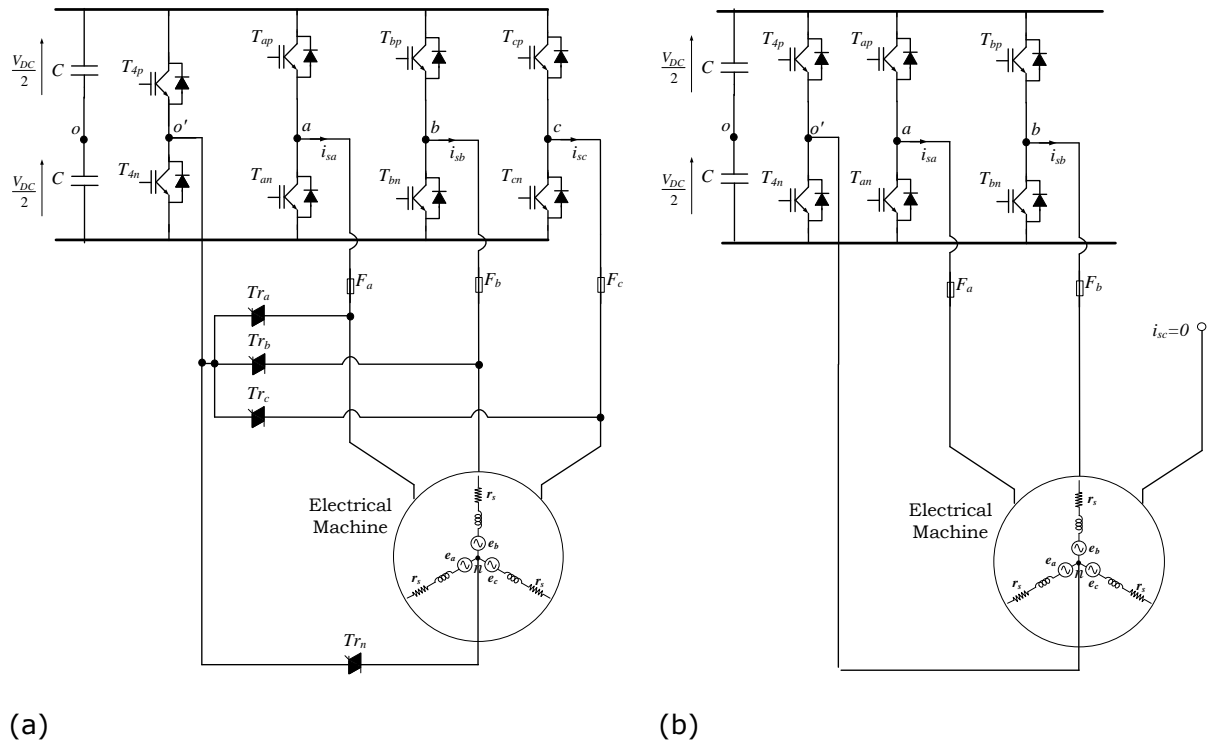 V_DC/2
C
T_4p
T_ap
T_bp
T_cp
o
o'
a
b
c
i_sa
i_sb
i_sc
V_DC/2
C
T_4n
T_an
T_bn
T_cn
F_a
F_b
F_c
Tr_a
Tr_b
Tr_c
Electrical
Machine
r_s
e_b
e_a
n
e_c
r_s
r_s
Tr_n
(a)
V_DC/2
C
T_4p
T_ap
T_bp
o
o'
a
b
i_sa
i_sb
V_DC/2
C
T_4n
T_an
T_bn
F_a
F_b
i_sc=0
Electrical
Machine
r_s
e_b
e_a
n
e_c
r_s
r_s
(b)